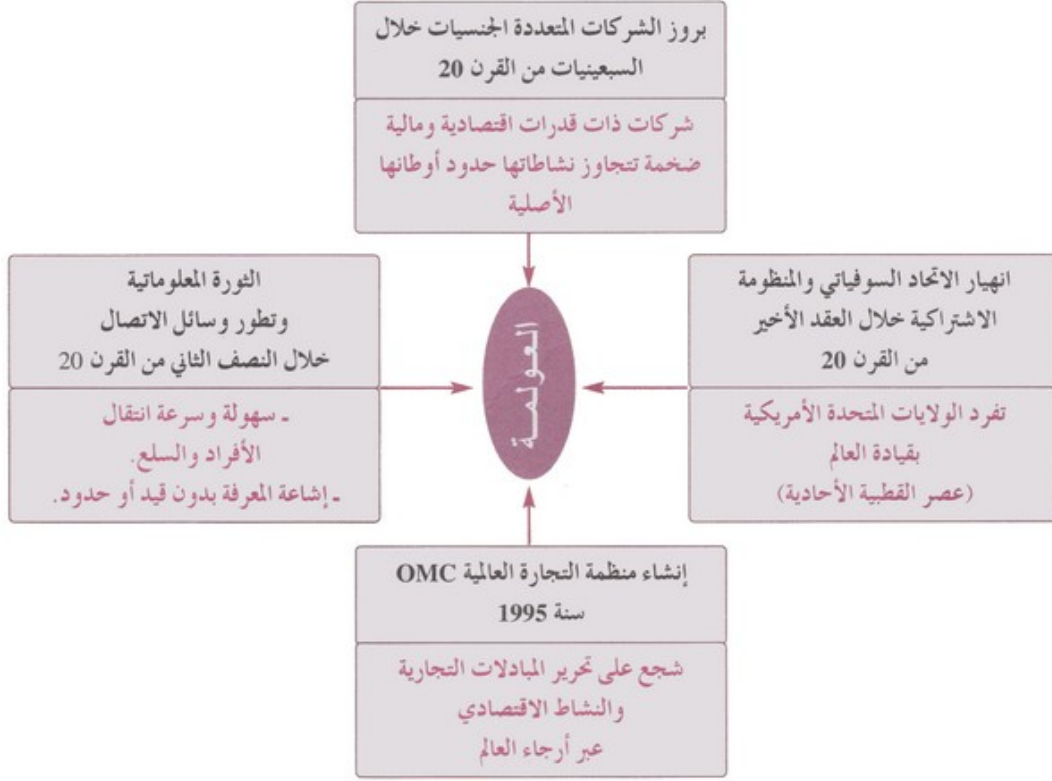 بروز الشركات المتعددة الجنسيات خلال
السبعينيات من القرن 20
شركات ذات قدرات اقتصادية ومالية
ضخمة تتجاوز نشاطاتها حدود أوطانها
الأصلية
انهيار الاتحاد السوفياتي والمنظومة
الاشتراكية خلال العقد الأخير
من القرن 20
تفرد الولايات المتحدة الأمريكية
بقيادة العالم
(عصر القطبية الأحادية)
العولمة
الثورة المعلوماتية
وتطور وسائل الاتصال
خلال النصف الثاني من القرن 20
ـ سهولة وسرعة انتقال
الأفراد والسلع.
ـ إشاعة المعرفة بدون قيد أو حدود.
إنشاء منظمة التجارة العالمية OMC
سنة 1995
شجع على تحرير المبادلات التجارية
والنشاط الاقتصادي
عبر أرجاء العالم